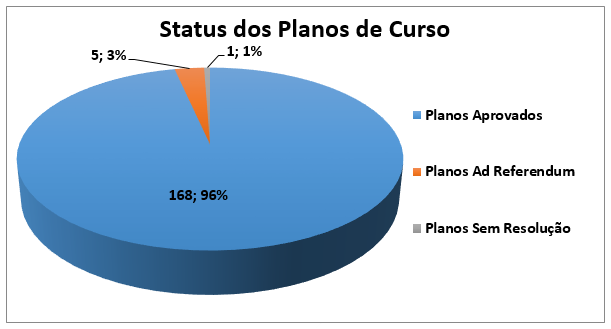 Status dos Planos de Curso
5; 3%
1; 1%
168; 96%
Planos Aprovados
Planos Ad Referendum
Planos Sem Resolução